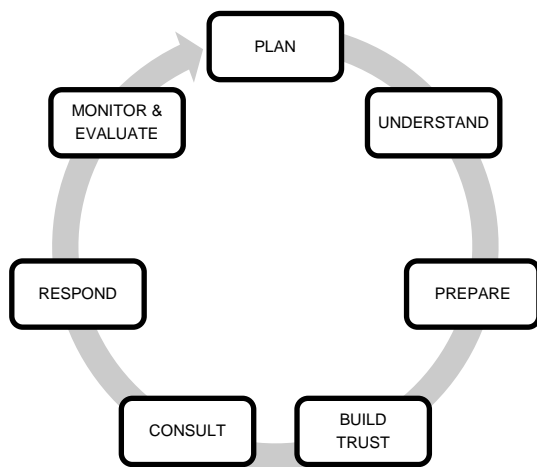 PLAN
UNDERSTAND
PREPARE
BUILD
TRUST
CONSULT
RESPOND
MONITOR &
EVALUATE